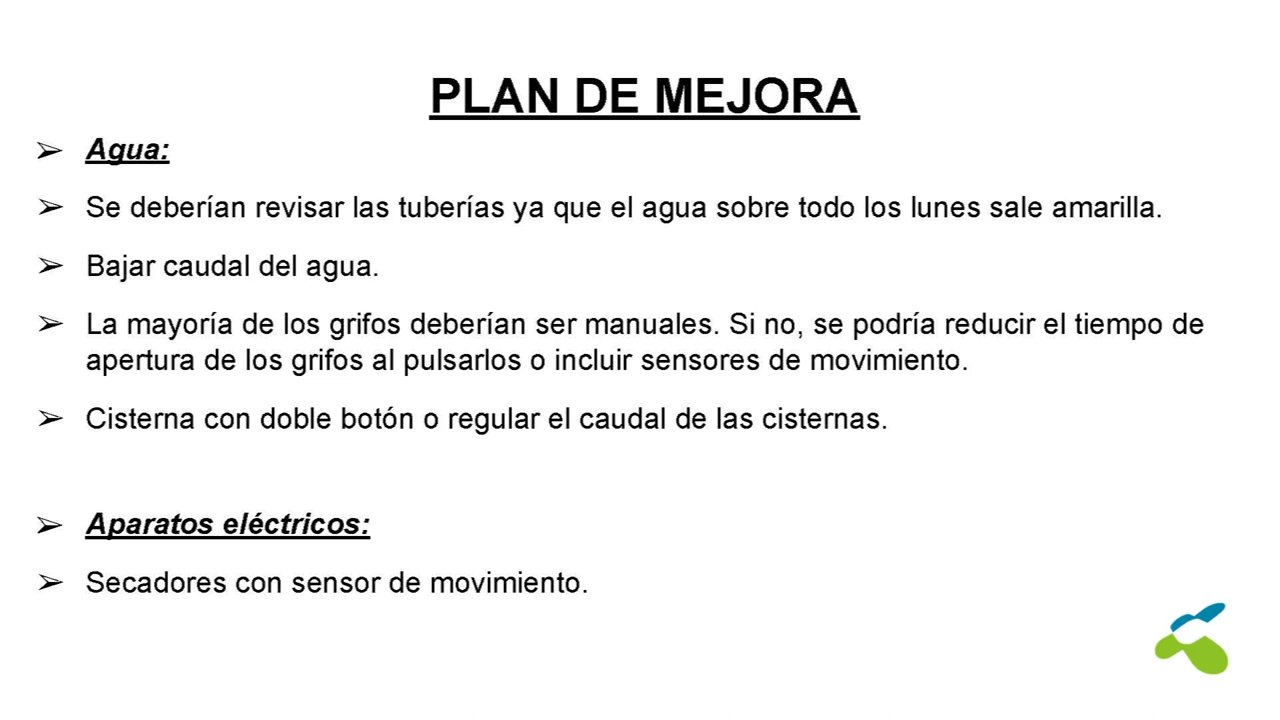 PLAN DE MEJORA
➢ Agua:
➢ Se deberían revisar las tuberías ya que el agua sobre todo los lunes sale amarilla.
➢ Bajar caudal del agua.
➢ La mayoría de los grifos deberían ser manuales. Si no, se podría reducir el tiempo de
apertura de los grifos al pulsarlos o incluir sensores de movimiento.
➢ Cisterna con doble botón o regular el caudal de las cisternas.
➢ Aparatos eléctricos:
➢ Secadores con sensor de movimiento.